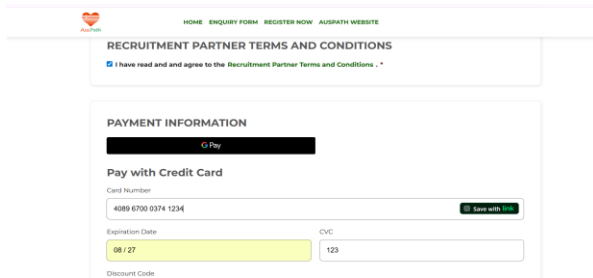 AusPath
HOME ENQUIRY FORM REGISTER NOW AUSPATH WEBSITE
RECRUITMENT PARTNER TERMS AND CONDITIONS
I have read and and agree to the Recruitment Partner Terms and Conditions . *
PAYMENT INFORMATION
G Pay
Pay with Credit Card
Card Number
4089 6700 0374 1234
Save with link
Expiration Date
CVC
08 / 27
123
Discount Code